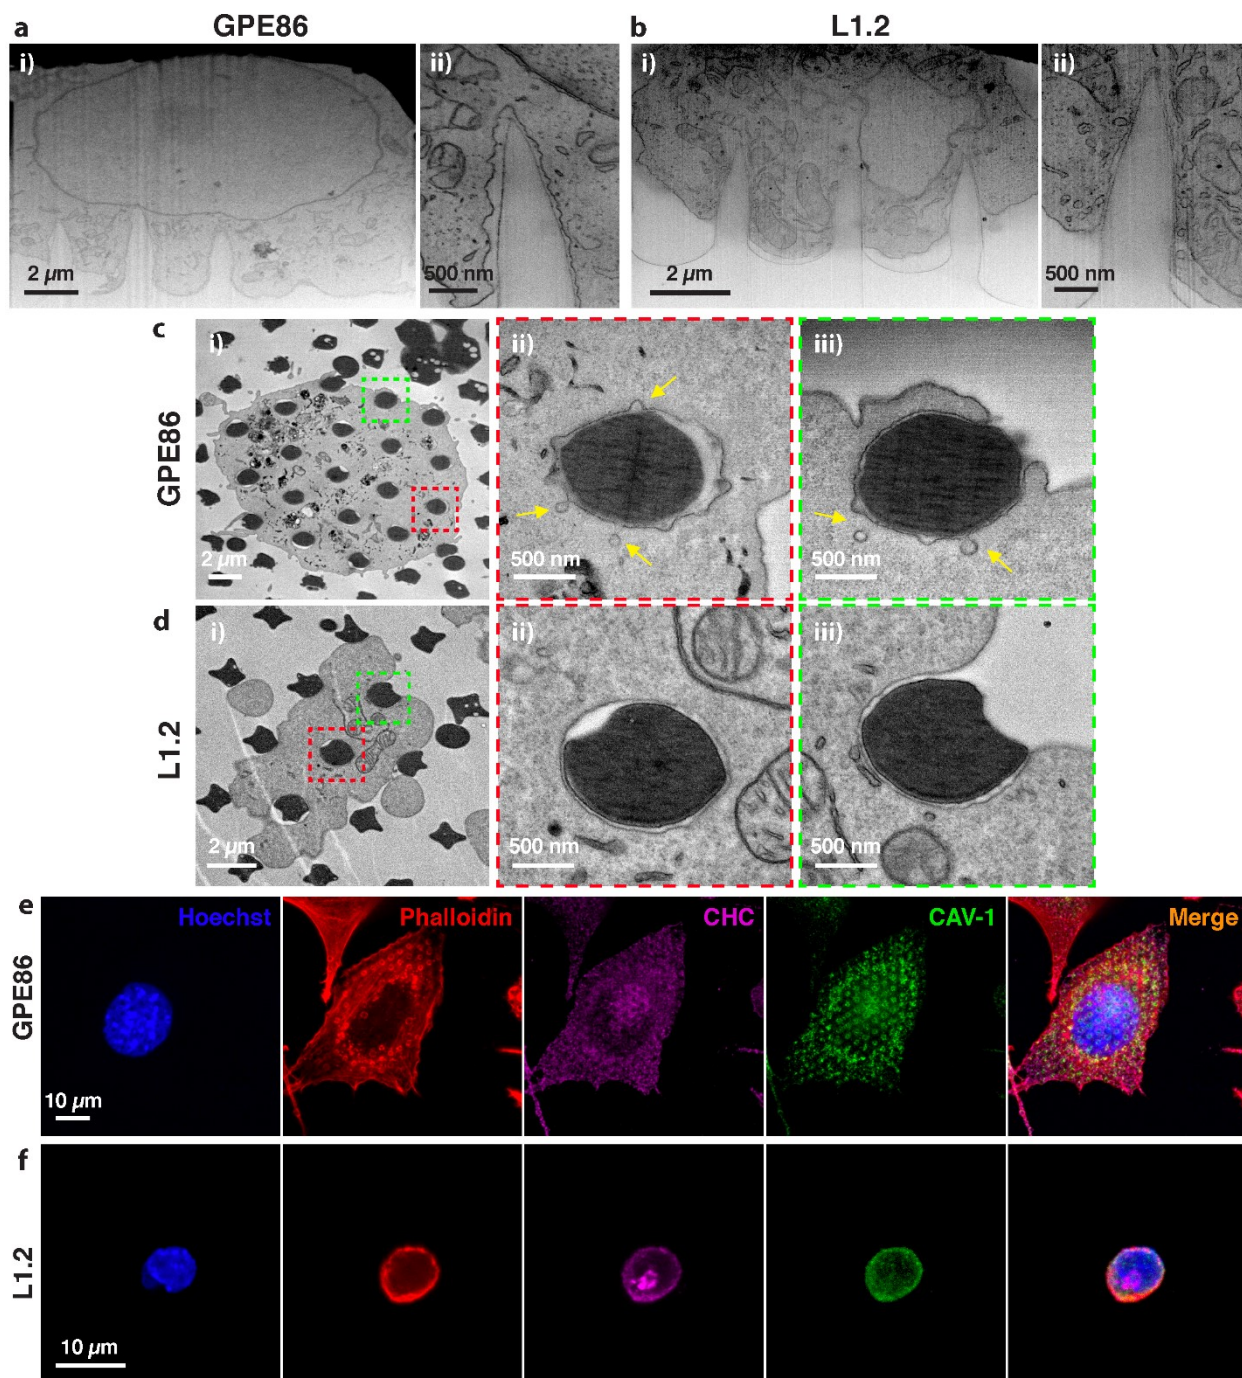 a GPE86
i) ii)
2 µm 500 nm
b L1.2
i) ii)
2 µm 500 nm
c GPE86
i) ii) iii)
2 µm 500 nm 500 nm
d L1.2
i) ii) iii)
2 µm 500 nm 500 nm
e GPE86
Hoechst Phalloidin CHC CAV-1 Merge
10 µm
f L1.2
10 µm